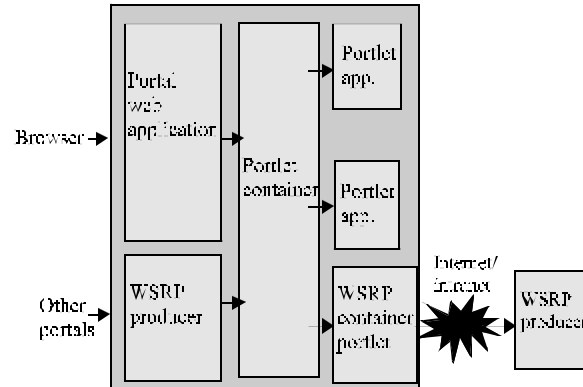 Portal
web
application
Portlet
container
Portlet
app.
Portlet
app.
Browser
Other
portals
WSRP
producer
WSRP
container
portlet
Internet/
intranet
WSRP
producer